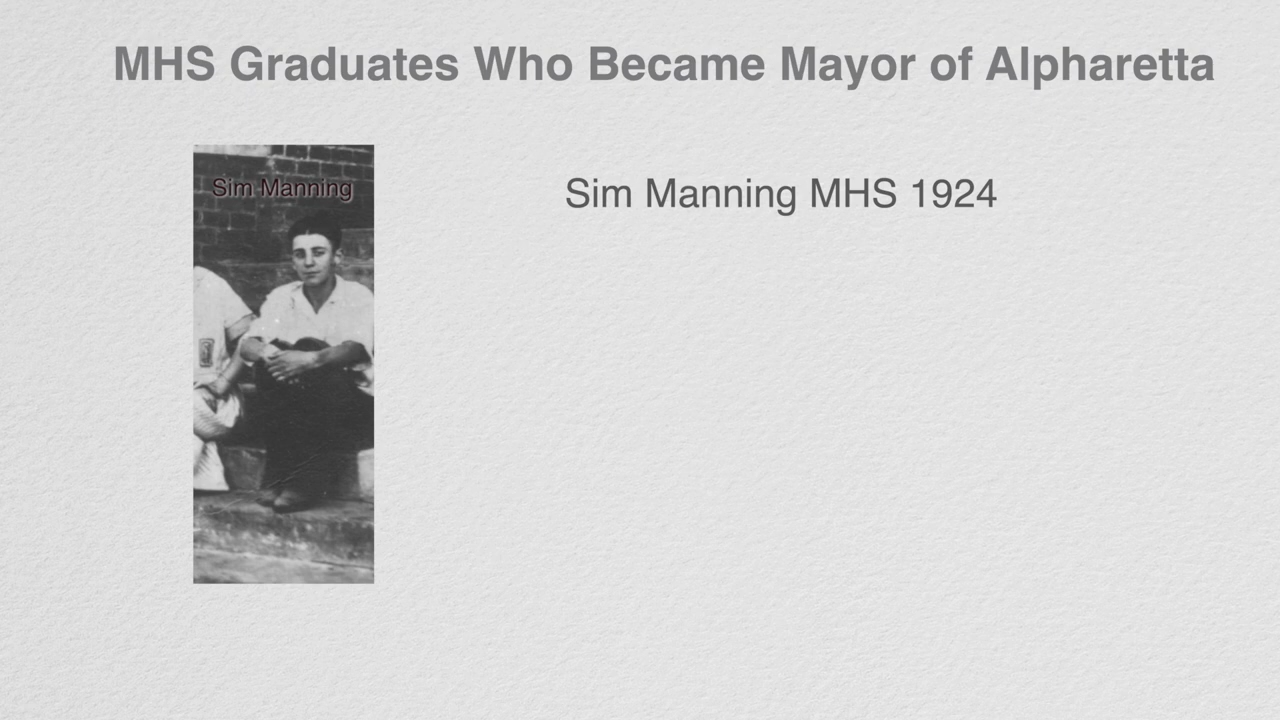 MHS Graduates Who Became Mayor of Alpharetta
Sim Manning
Sim Manning MHS 1924